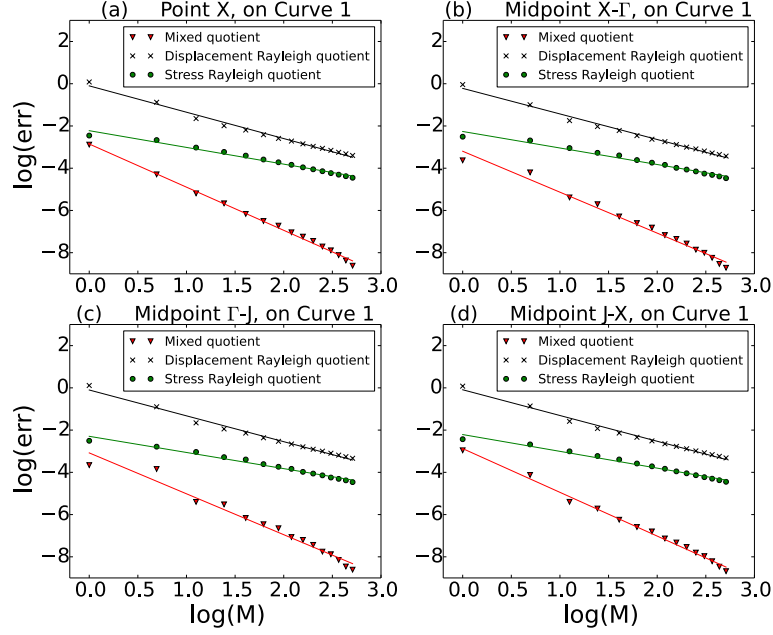 (a) Point X, on Curve 1
Mixed quotient
Displacement Rayleigh quotient
Stress Rayleigh quotient
2
0
−2
−4
−6
−8
log(err)
0.0 0.5 1.0 1.5 2.0 2.5 3.0
(b) Midpoint X-Γ, on Curve 1
Mixed quotient
Displacement Rayleigh quotient
Stress Rayleigh quotient
2
0
−2
−4
−6
−8
0.0 0.5 1.0 1.5 2.0 2.5 3.0
(c) Midpoint Γ-J, on Curve 1
Mixed quotient
Displacement Rayleigh quotient
Stress Rayleigh quotient
2
0
−2
−4
−6
−8
log(err)
0.0 0.5 1.0 1.5 2.0 2.5 3.0
log(M)
(d) Midpoint J-X, on Curve 1
Mixed quotient
Displacement Rayleigh quotient
Stress Rayleigh quotient
2
0
−2
−4
−6
−8
0.0 0.5 1.0 1.5 2.0 2.5 3.0
log(M)